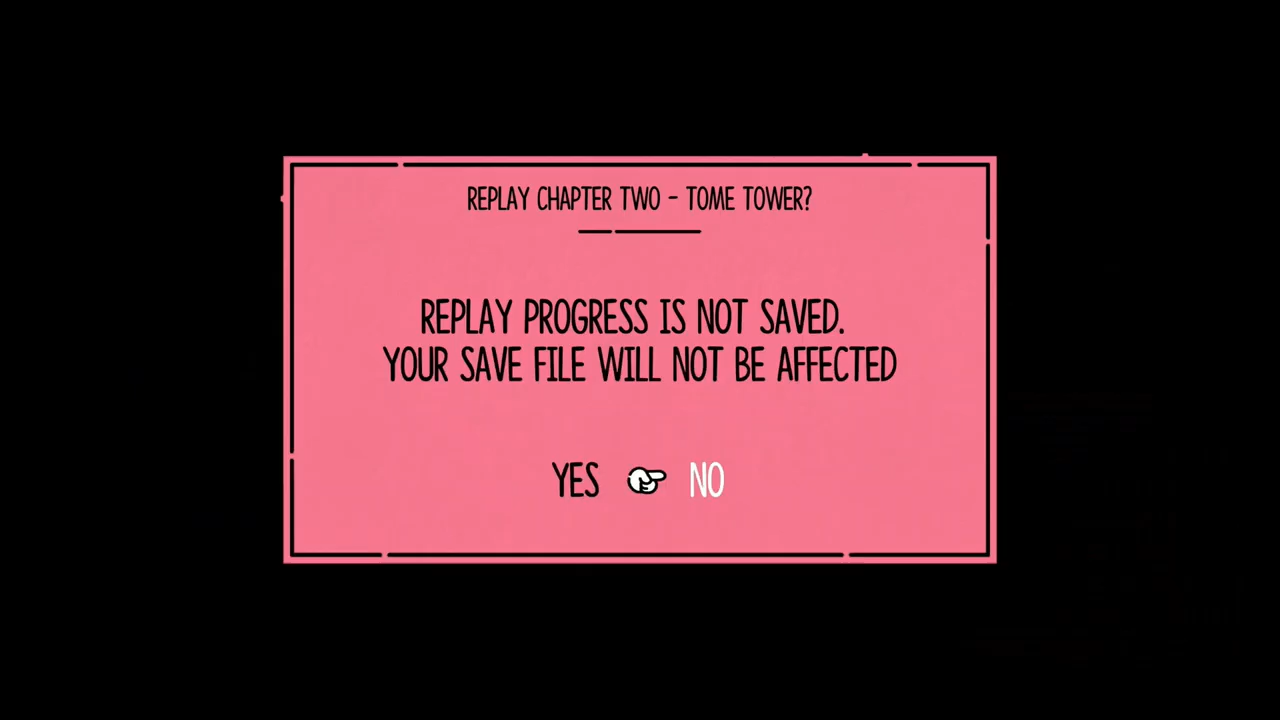 REPLAY CHAPTER TWO - TOME TOWER?
REPLAY PROGRESS IS NOT SAVED.
YOUR SAVE FILE WILL NOT BE AFFECTED
YES NO